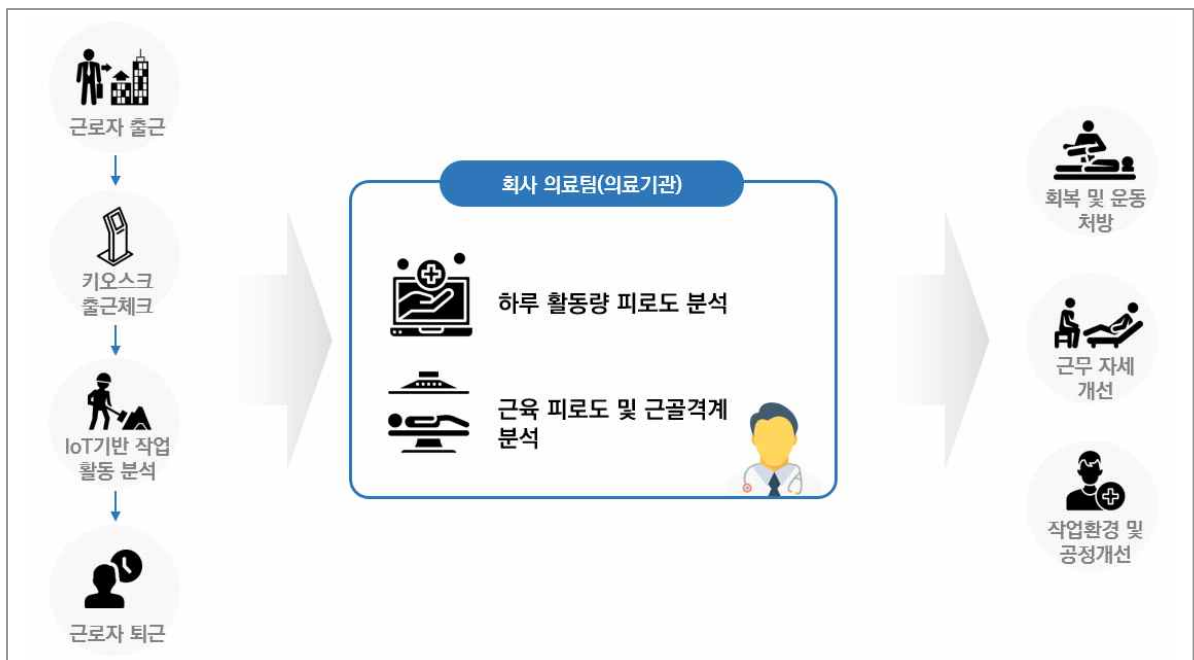 근로자 출근
키오스크
출근체크
IoT기반 작업
활동 분석
근로자 퇴근
회사 의료팀(의료기관)
하루 활동량 피로도 분석
근육 피로도 및 근골격계
분석
회복 및 운동
처방
근무 자세
개선
작업환경 및
공정개선